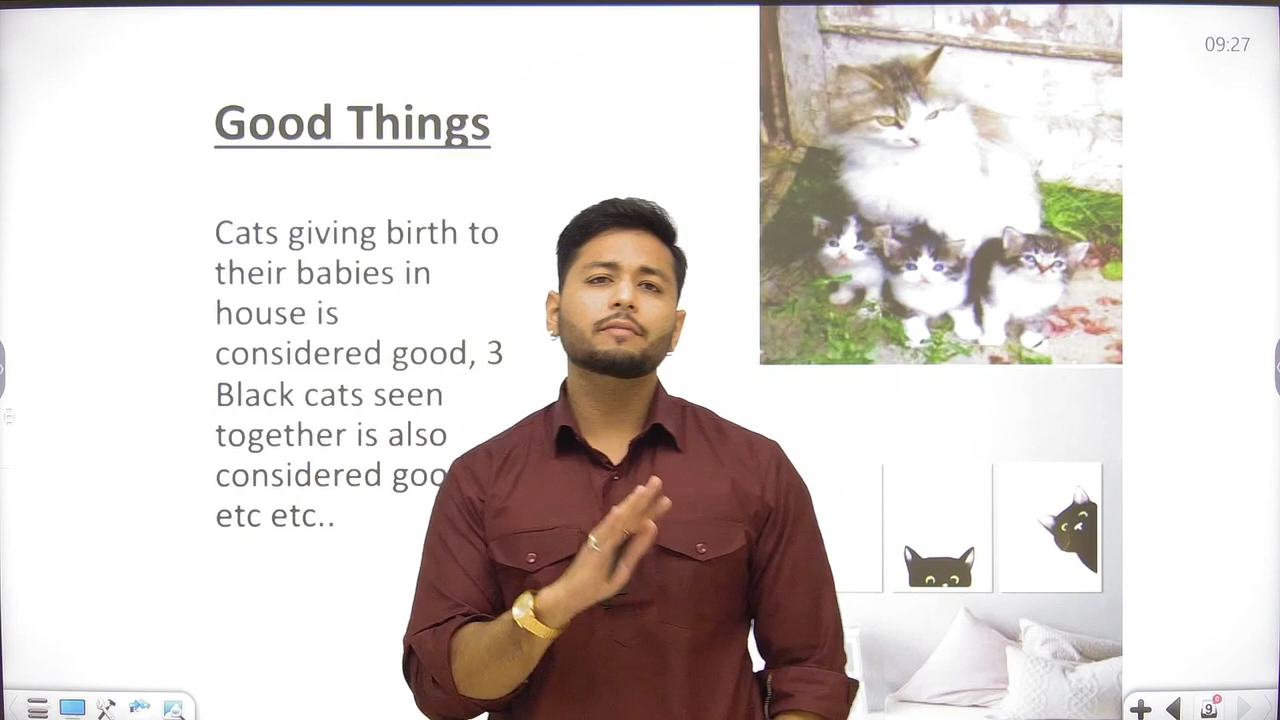 09:27
Good Things
Cats giving birth to
their babies in
house is
considered good, 3
Black cats seen
together is also
considered goo
etc etc..
9